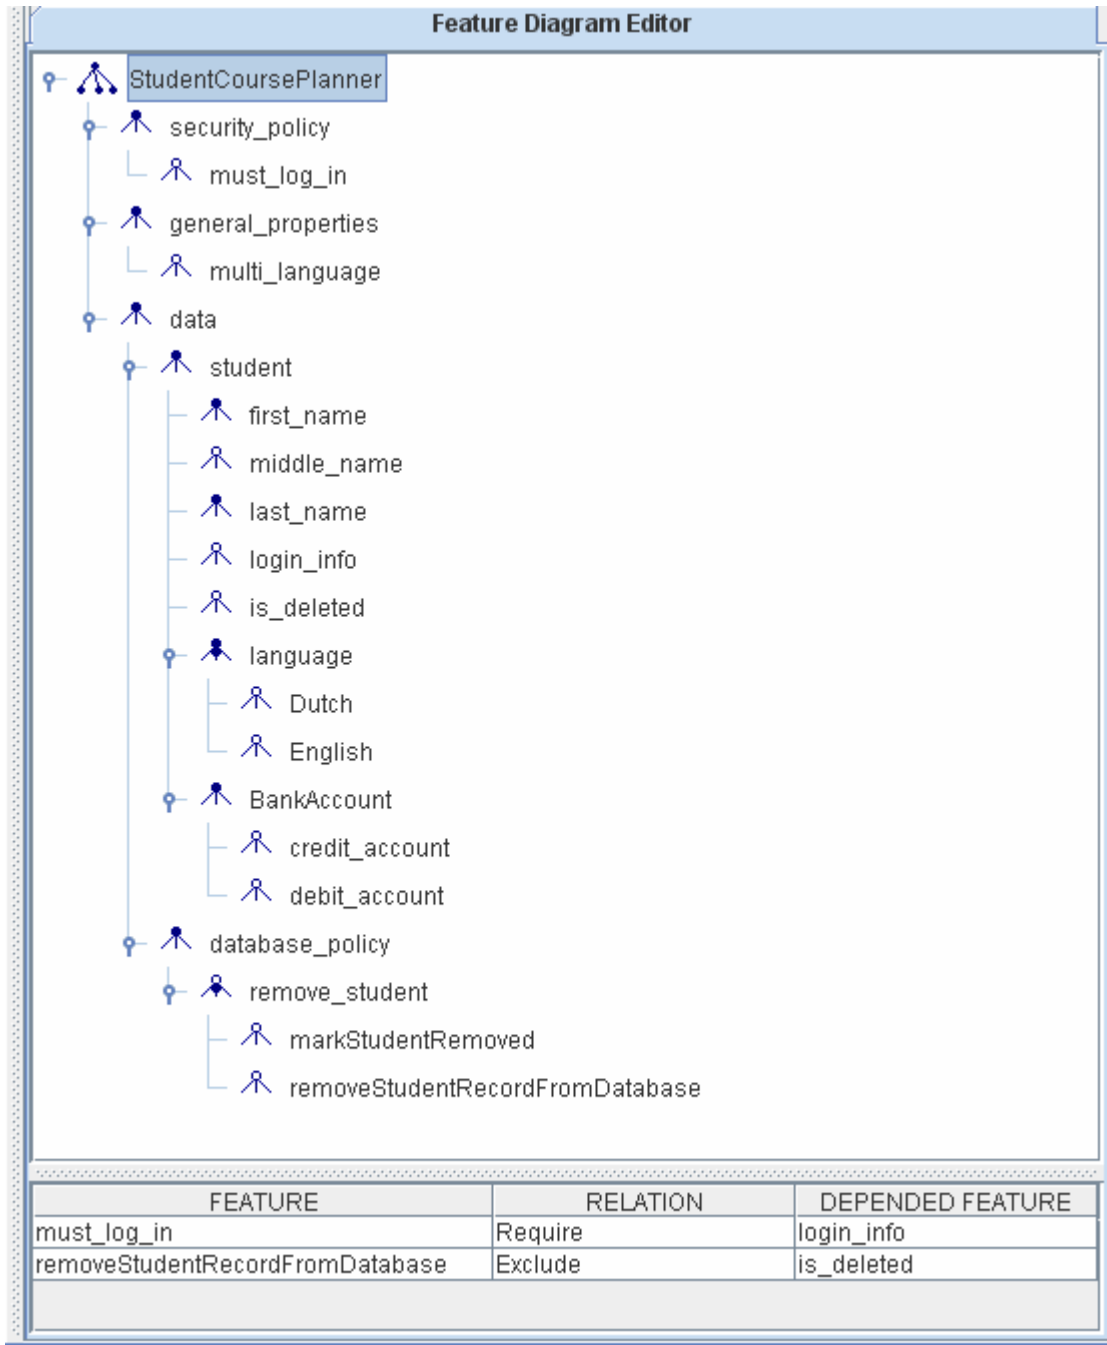 Feature Diagram Editor
StudentCoursePlanner
security_policy
must_log_in
general_properties
multi_language
data
student
first_name
middle_name
last_name
login_info
is_deleted
language
Dutch
English
BankAccount
credit_account
debit_account
database_policy
remove_student
markStudentRemoved
removeStudentRecordFromDatabase
FEATURE RELATION DEPENDED FEATURE
must_log_in Require login_info
removeStudentRecordFromDatabase Exclude is_deleted